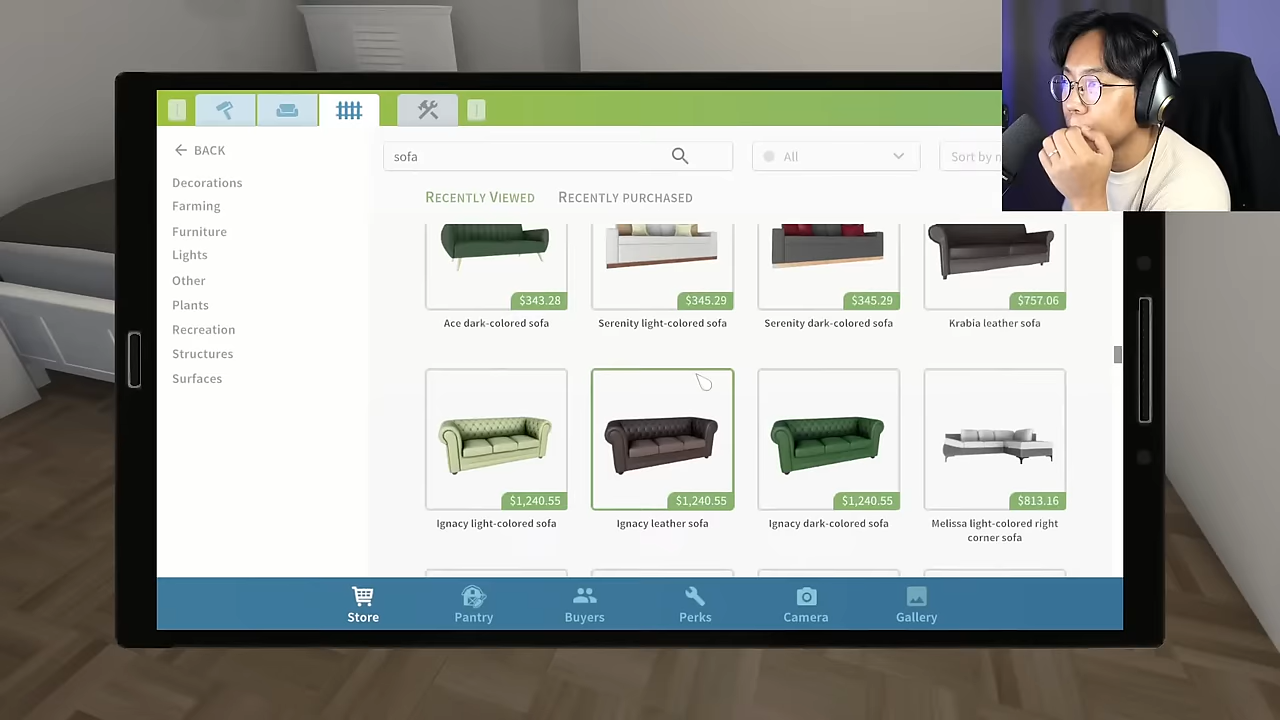 BACK
Decorations
Farming
Furniture
Lights
Other
Plants
Recreation
Structures
Surfaces
sofa
All
Sort by
RECENTLY VIEWED
RECENTLY PURCHASED
$343.28
$345.29
$345.29
$757.06
Ace dark-colored sofa
Serenity light-colored sofa
Serenity dark-colored sofa
Krabia leather sofa
$1,240.55
$1,240.55
$1,240.55
$813.16
Ignacy light-colored sofa
Ignacy leather sofa
Ignacy dark-colored sofa
Melissa light-colored right
corner sofa
Store
Pantry
Buyers
Perks
Camera
Gallery